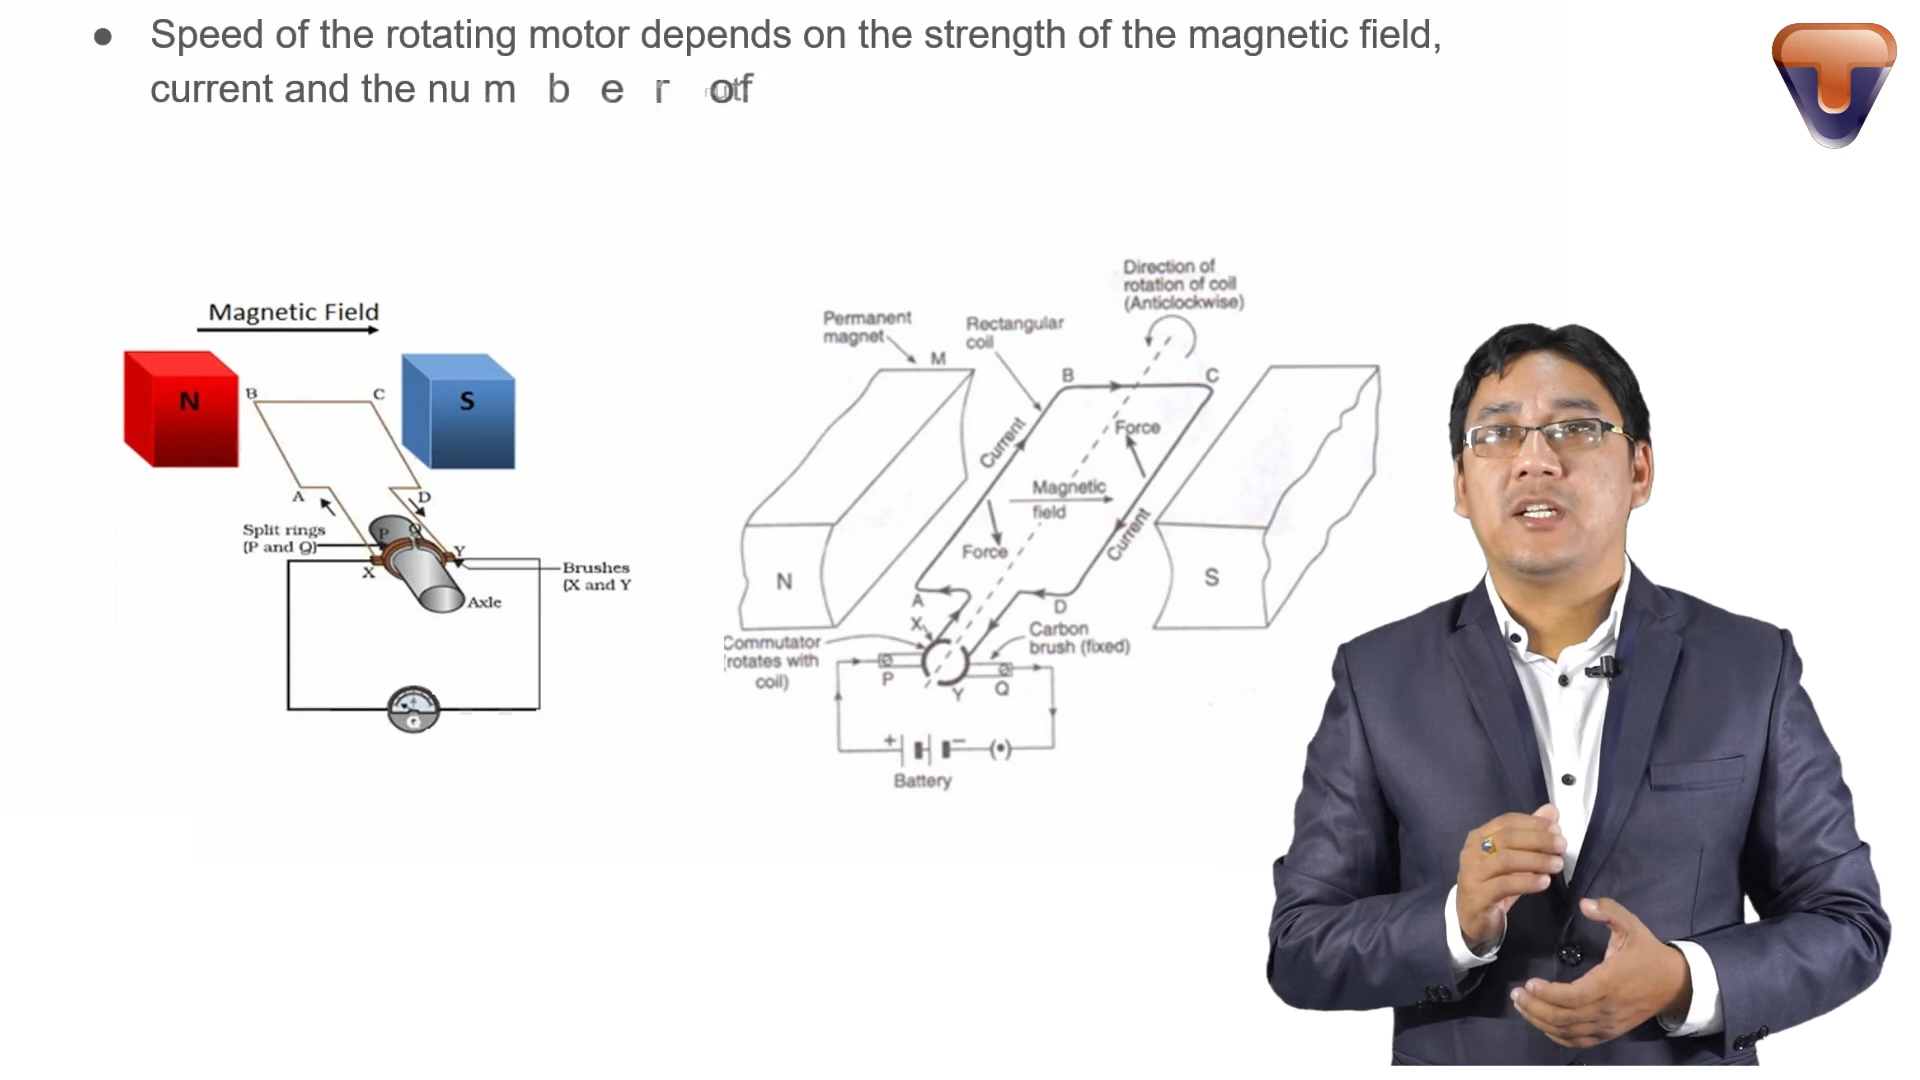 ● Speed of the rotating motor depends on the strength of the magnetic field,
current and the nu m b e r of
Magnetic Field
N
S
B
C
A
D
Split rings
(P and Q)
P
Q
X
Y
Brushes
(X and Y
Axle
G
Direction of
rotation of coil
(Anticlockwise)
Permanent
magnet
Rectangular
coil
M
B
C
Current
Force
Magnetic
field
Force
Current
N
S
A
D
X
Commutator
(rotates with
coil)
Carbon
brush (fixed)
P
Y
Q
+
−
Battery